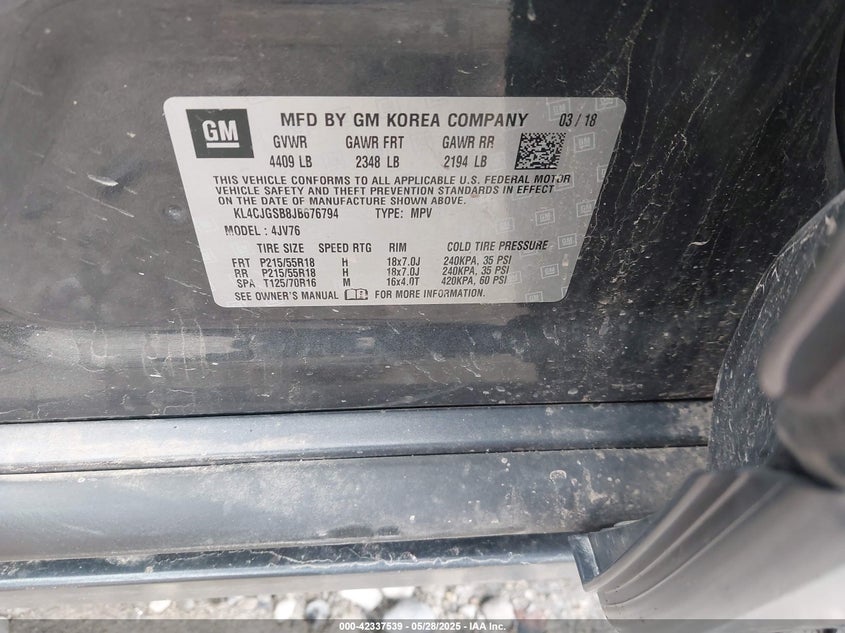 GM
MFD BY GM KOREA COMPANY 03 / 18
GVWR GAWR FRT GAWR RR
4409 LB 2348 LB 2194 LB
THIS VEHICLE CONFORMS TO ALL APPLICABLE U.S. FEDERAL MOTOR
VEHICLE SAFETY AND THEFT PREVENTION STANDARDS IN EFFECT
ON THE DATE OF MANUFACTURE SHOWN ABOVE.
KL4CJGSB8JB676794 TYPE: MPV
MODEL : 4JV76
TIRE SIZE SPEED RTG RIM COLD TIRE PRESSURE
FRT P215/55R18 H 18x7.0J 240KPA, 35 PSI
RR P215/55R18 H 18x7.0J 240KPA, 35 PSI
SPA T125/70R16 M 16x4.0T 420KPA, 60 PSI
SEE OWNER'S MANUAL FOR MORE INFORMATION.
000-42337539 - 05/28/2025 - IAA Inc.